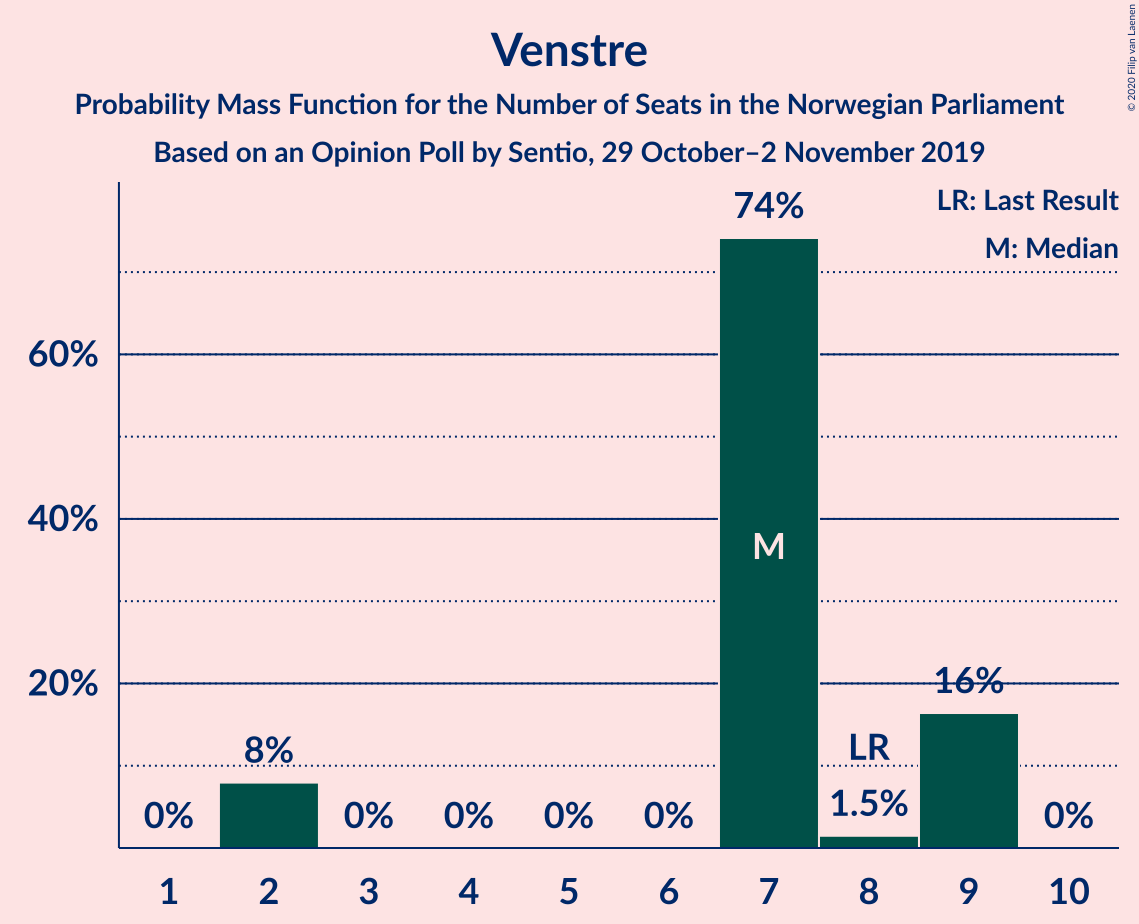 Venstre
Probability Mass Function for the Number of Seats in the Norwegian Parliament
Based on an Opinion Poll by Sentio, 29 October–2 November 2019
© 2020 Filip van Laenen
LR: Last Result
M: Median
74%
60%
40%
M
20%
16%
8%
LR
1.5%
0%
0%
0%
0%
0%
0%
1 2 3 4 5 6 7 8 9 10